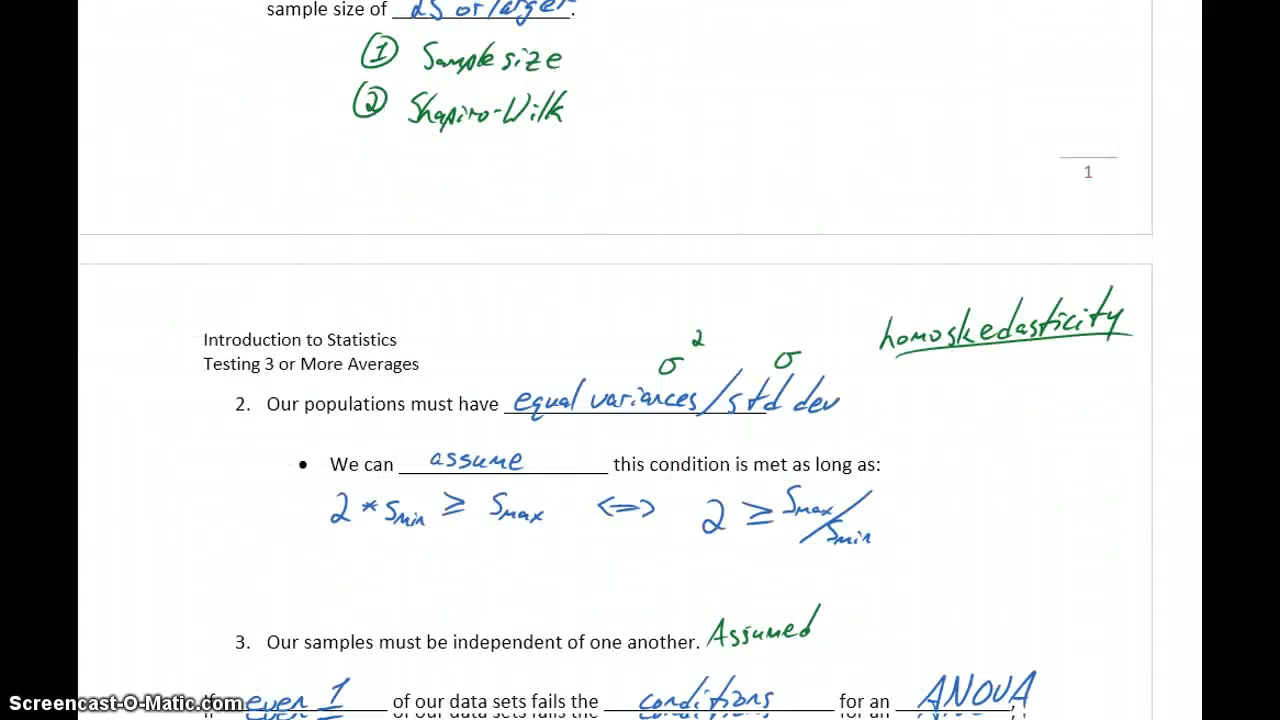 sample size of 25 or larger.
① Sample size
② Shapiro-Wilk
1
homoskedasticity
Introduction to Statistics
Testing 3 or More Averages
σ² σ
2. Our populations must have equal variances/std dev
• We can assume this condition is met as long as:
2 * Smin ≥ Smax <=> 2 ≥ Smax/Smin
3. Our samples must be independent of one another. Assumed
If even 1 of our data sets fails the conditions for an ANOVA,
Screencast-O-Matic.com